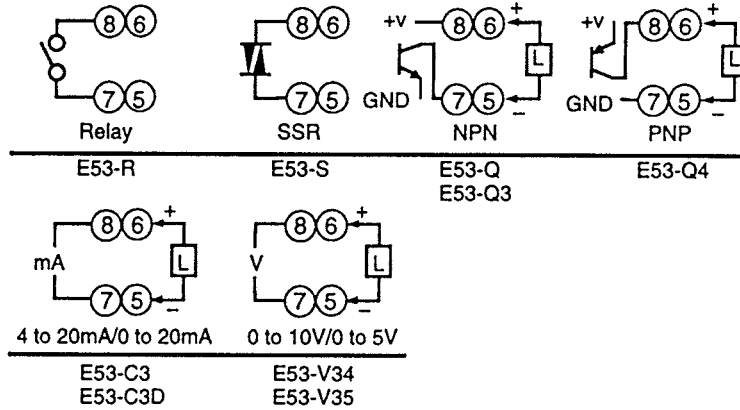 8 6
7 5
Relay
E53-R
8 6
7 5
SSR
E53-S
+V 8 6 +
L
GND 7 5 –
NPN
E53-Q
E53-Q3
+V 8 6 +
L
GND 7 5 –
PNP
E53-Q4
8 6 +
mA L
7 5 –
4 to 20mA/0 to 20mA
E53-C3
E53-C3D
8 6 +
V L
7 5 –
0 to 10V/0 to 5V
E53-V34
E53-V35